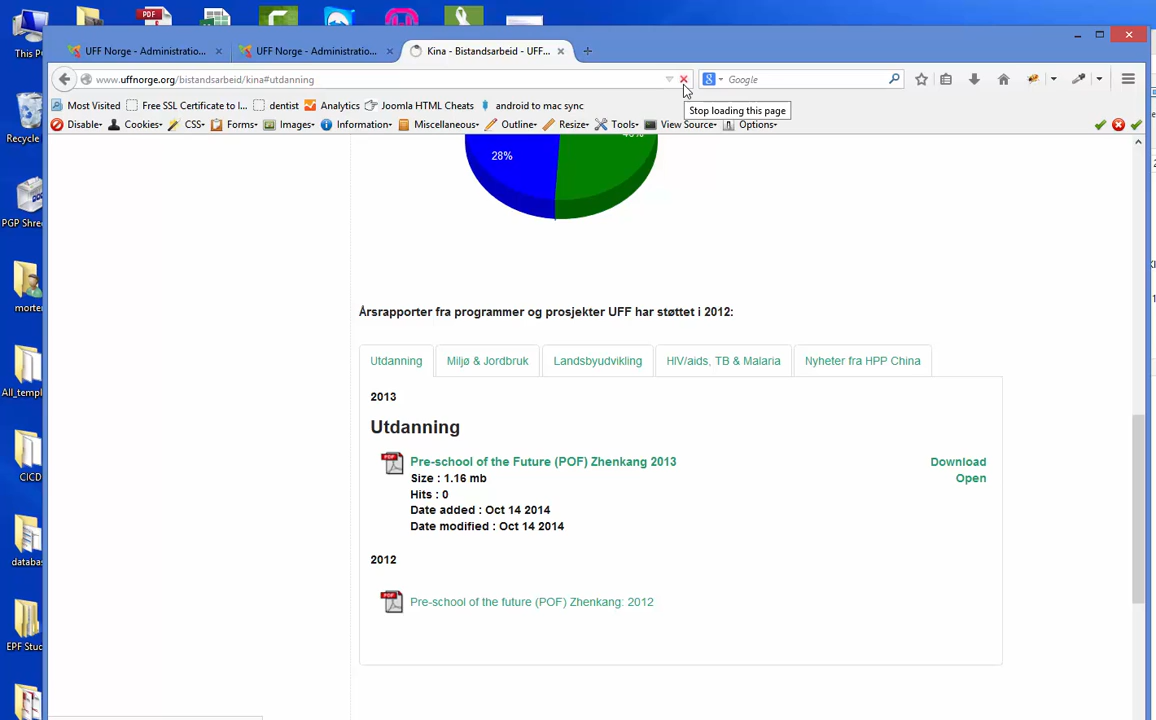 This P
UFF Norge - Administratio...
UFF Norge - Administratio...
Kina - Bistandsarbeid - UFF...
www.uffnorge.org/bistandsarbeid/kina#utdanning
Google
Most Visited
Free SSL Certificate to I...
dentist
Analytics
Joomla HTML Cheats
android to mac sync
Stop loading this page
Disable
Cookies
CSS
Forms
Images
Information
Miscellaneous
Outline
Resize
Tools
View Source
Options
Recycle
28%
PGP Shre
morte
Årsrapporter fra programmer og prosjekter UFF har støttet i 2012:
Utdanning
Miljø & Jordbruk
Landsbyudvikling
HIV/aids, TB & Malaria
Nyheter fra HPP China
All_templ
2013
Utdanning
Pre-school of the Future (POF) Zhenkang 2013
Download
Size : 1.16 mb
Open
CICD
Hits : 0
Date added : Oct 14 2014
Date modified : Oct 14 2014
2012
databas
Pre-school of the future (POF) Zhenkang: 2012
EPF Stud